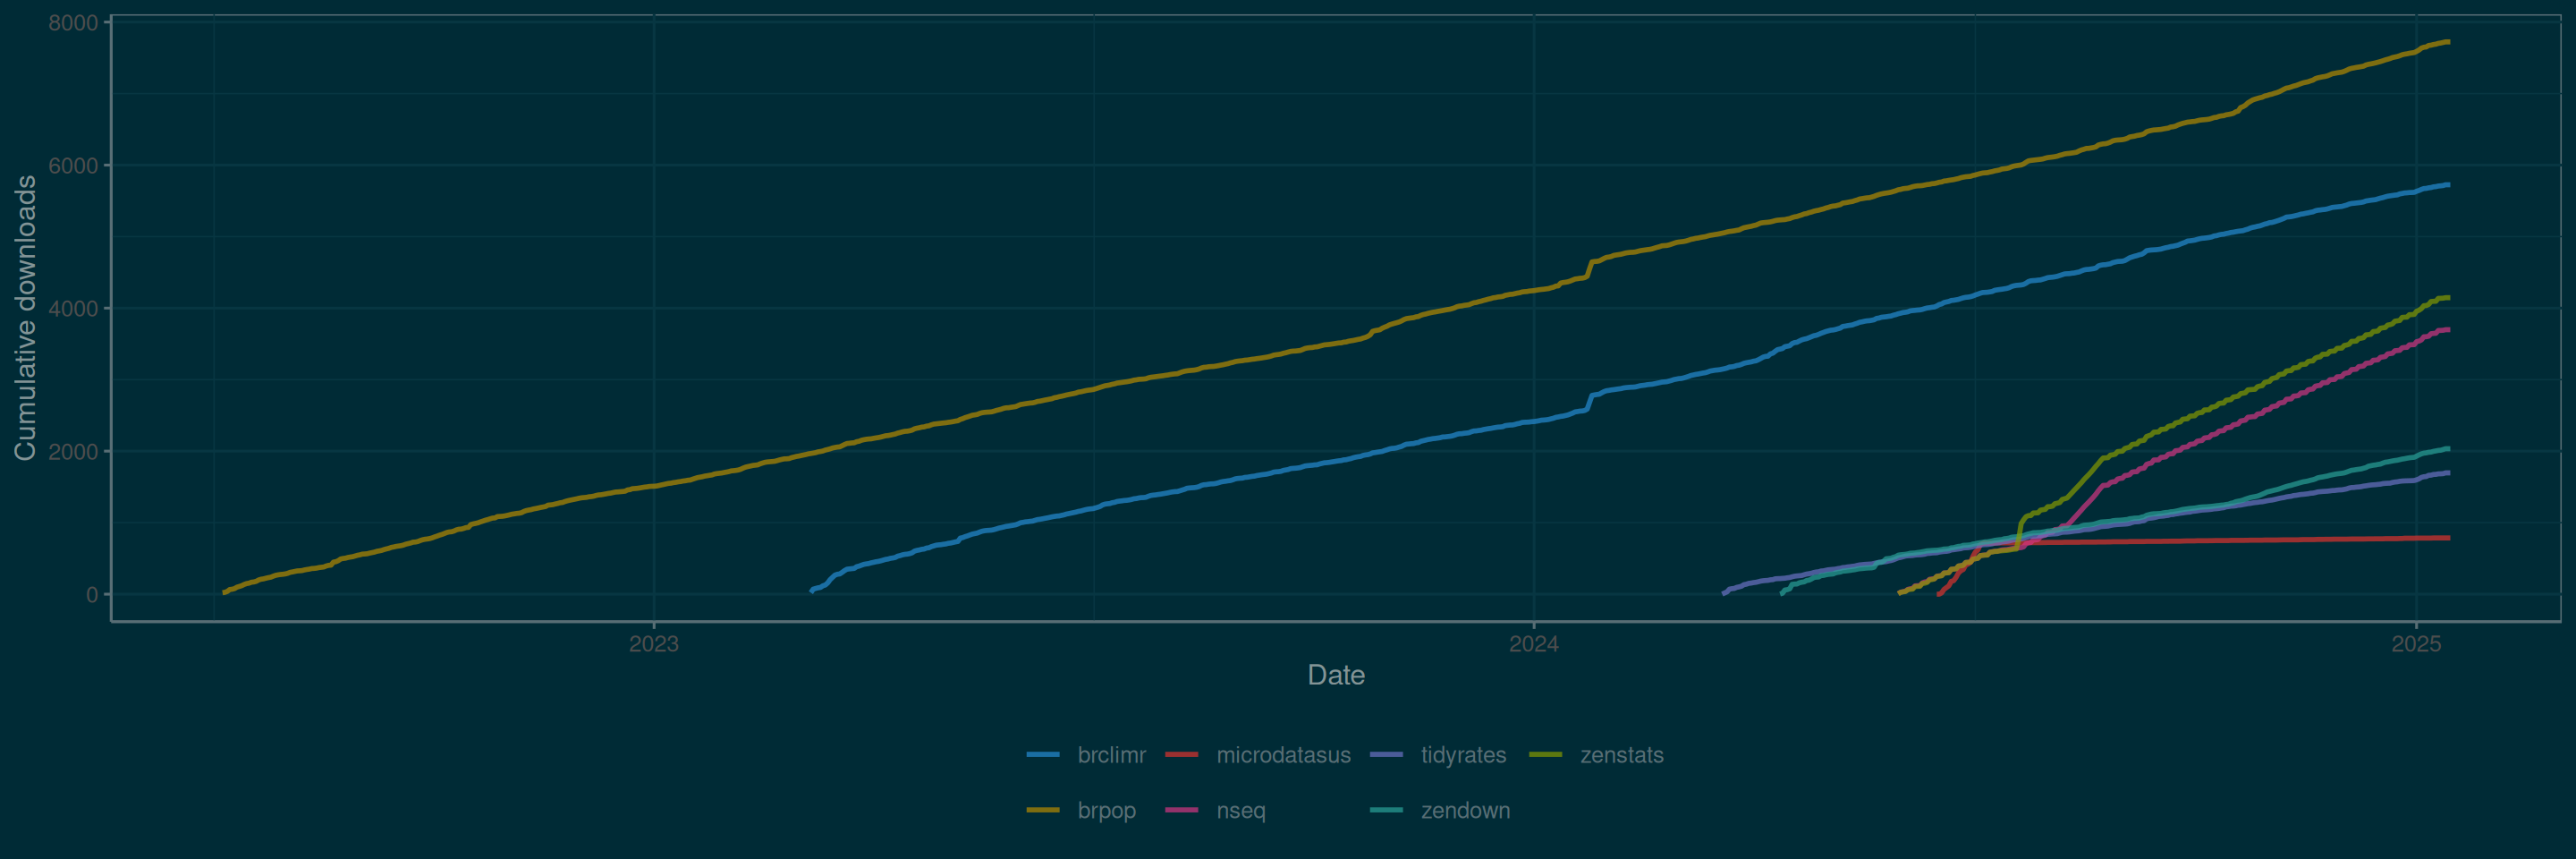 8000
6000
4000
2000
0
Cumulative downloads
2023 2024 2025
Date
brclimr microdatasus tidyrates zenstats
brpop nseq zendown